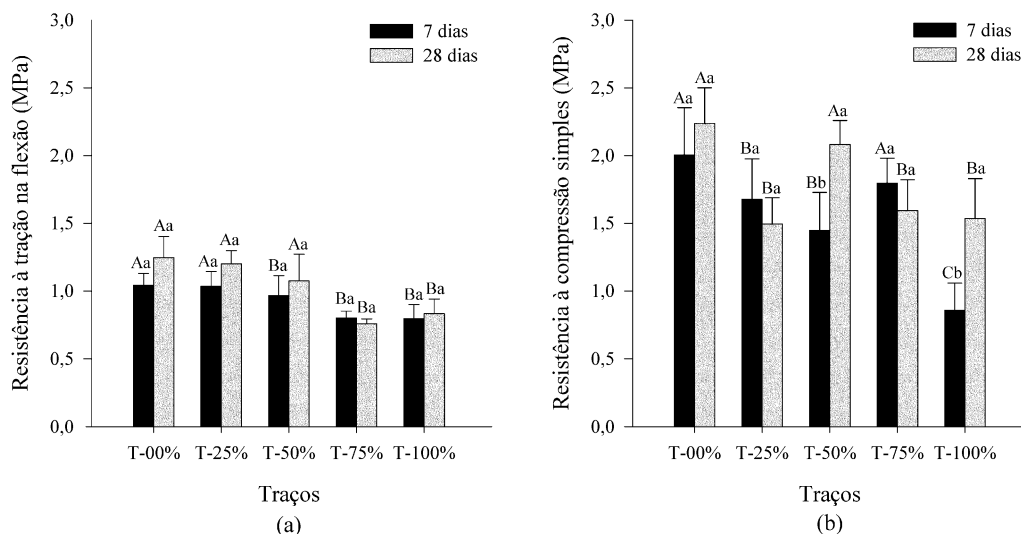 Resistência à tração na flexão (MPa)
3,0
2,5
2,0
1,5
1,0
0,5
0,0
7 dias
28 dias
Aa
Aa
Aa
Aa
Ba
Aa
Ba
Ba
Ba
Ba
T-00%
T-25%
T-50%
T-75%
T-100%
Traços
(a)
Resistência à compressão simples (MPa)
3,0
2,5
2,0
1,5
1,0
0,5
0,0
7 dias
28 dias
Aa
Aa
Ba
Ba
Bb
Aa
Aa
Ba
Cb
Ba
T-00%
T-25%
T-50%
T-75%
T-100%
Traços
(b)